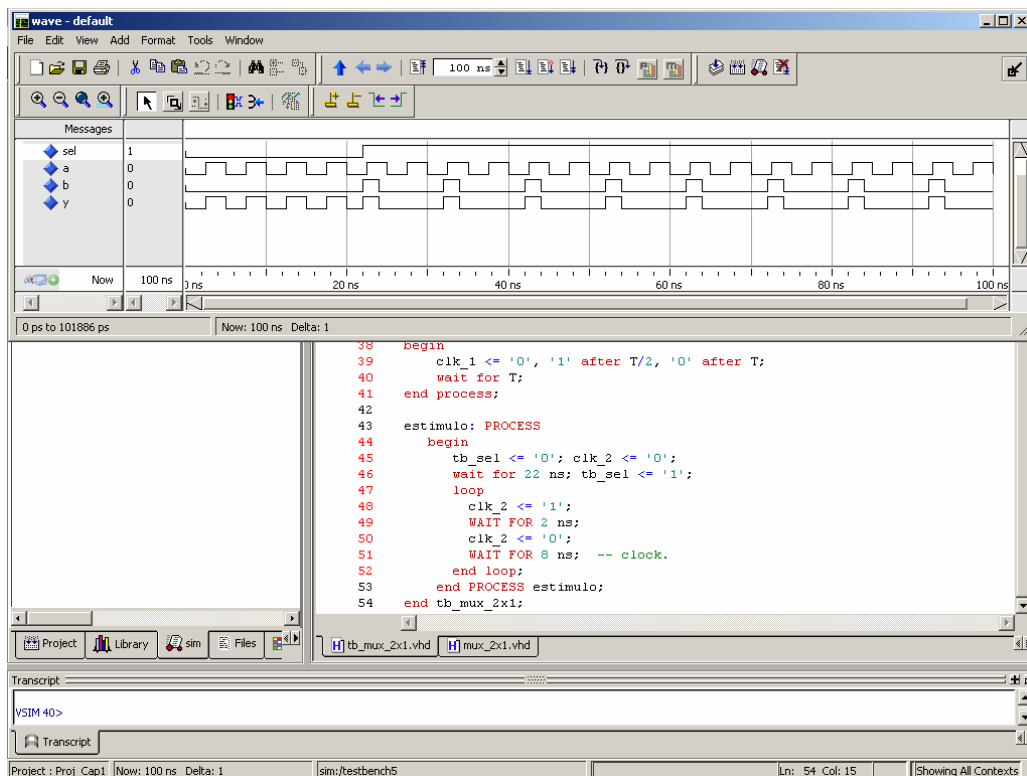 wave - default
File Edit View Add Format Tools Window
100 ns
Messages
sel 1
a 0
b 0
y 0
Now 100 ns
ns 20 ns 40 ns 60 ns 80 ns 100 ns
0 ps to 101886 ps Now: 100 ns Delta: 1
38 begin
39 clk_1 <= '0', '1' after T/2, '0' after T;
40 wait for T;
41 end process;
42
43 estimulo: PROCESS
44 begin
45 tb_sel <= '0'; clk_2 <= '0';
46 wait for 22 ns; tb_sel <= '1';
47 loop
48 clk_2 <= '1';
49 WAIT FOR 2 ns;
50 clk_2 <= '0';
51 WAIT FOR 8 ns; -- clock.
52 end loop;
53 end PROCESS estimulo;
54 end tb_mux_2x1;
Project Library sim Files
tb_mux_2x1.vhd mux_2x1.vhd
Transcript
VSIM 40>
Transcript
Project : Proj_Cap1 Now: 100 ns Delta: 1 sim:/testbench5 Ln: 54 Col: 15 Showing All Contexts